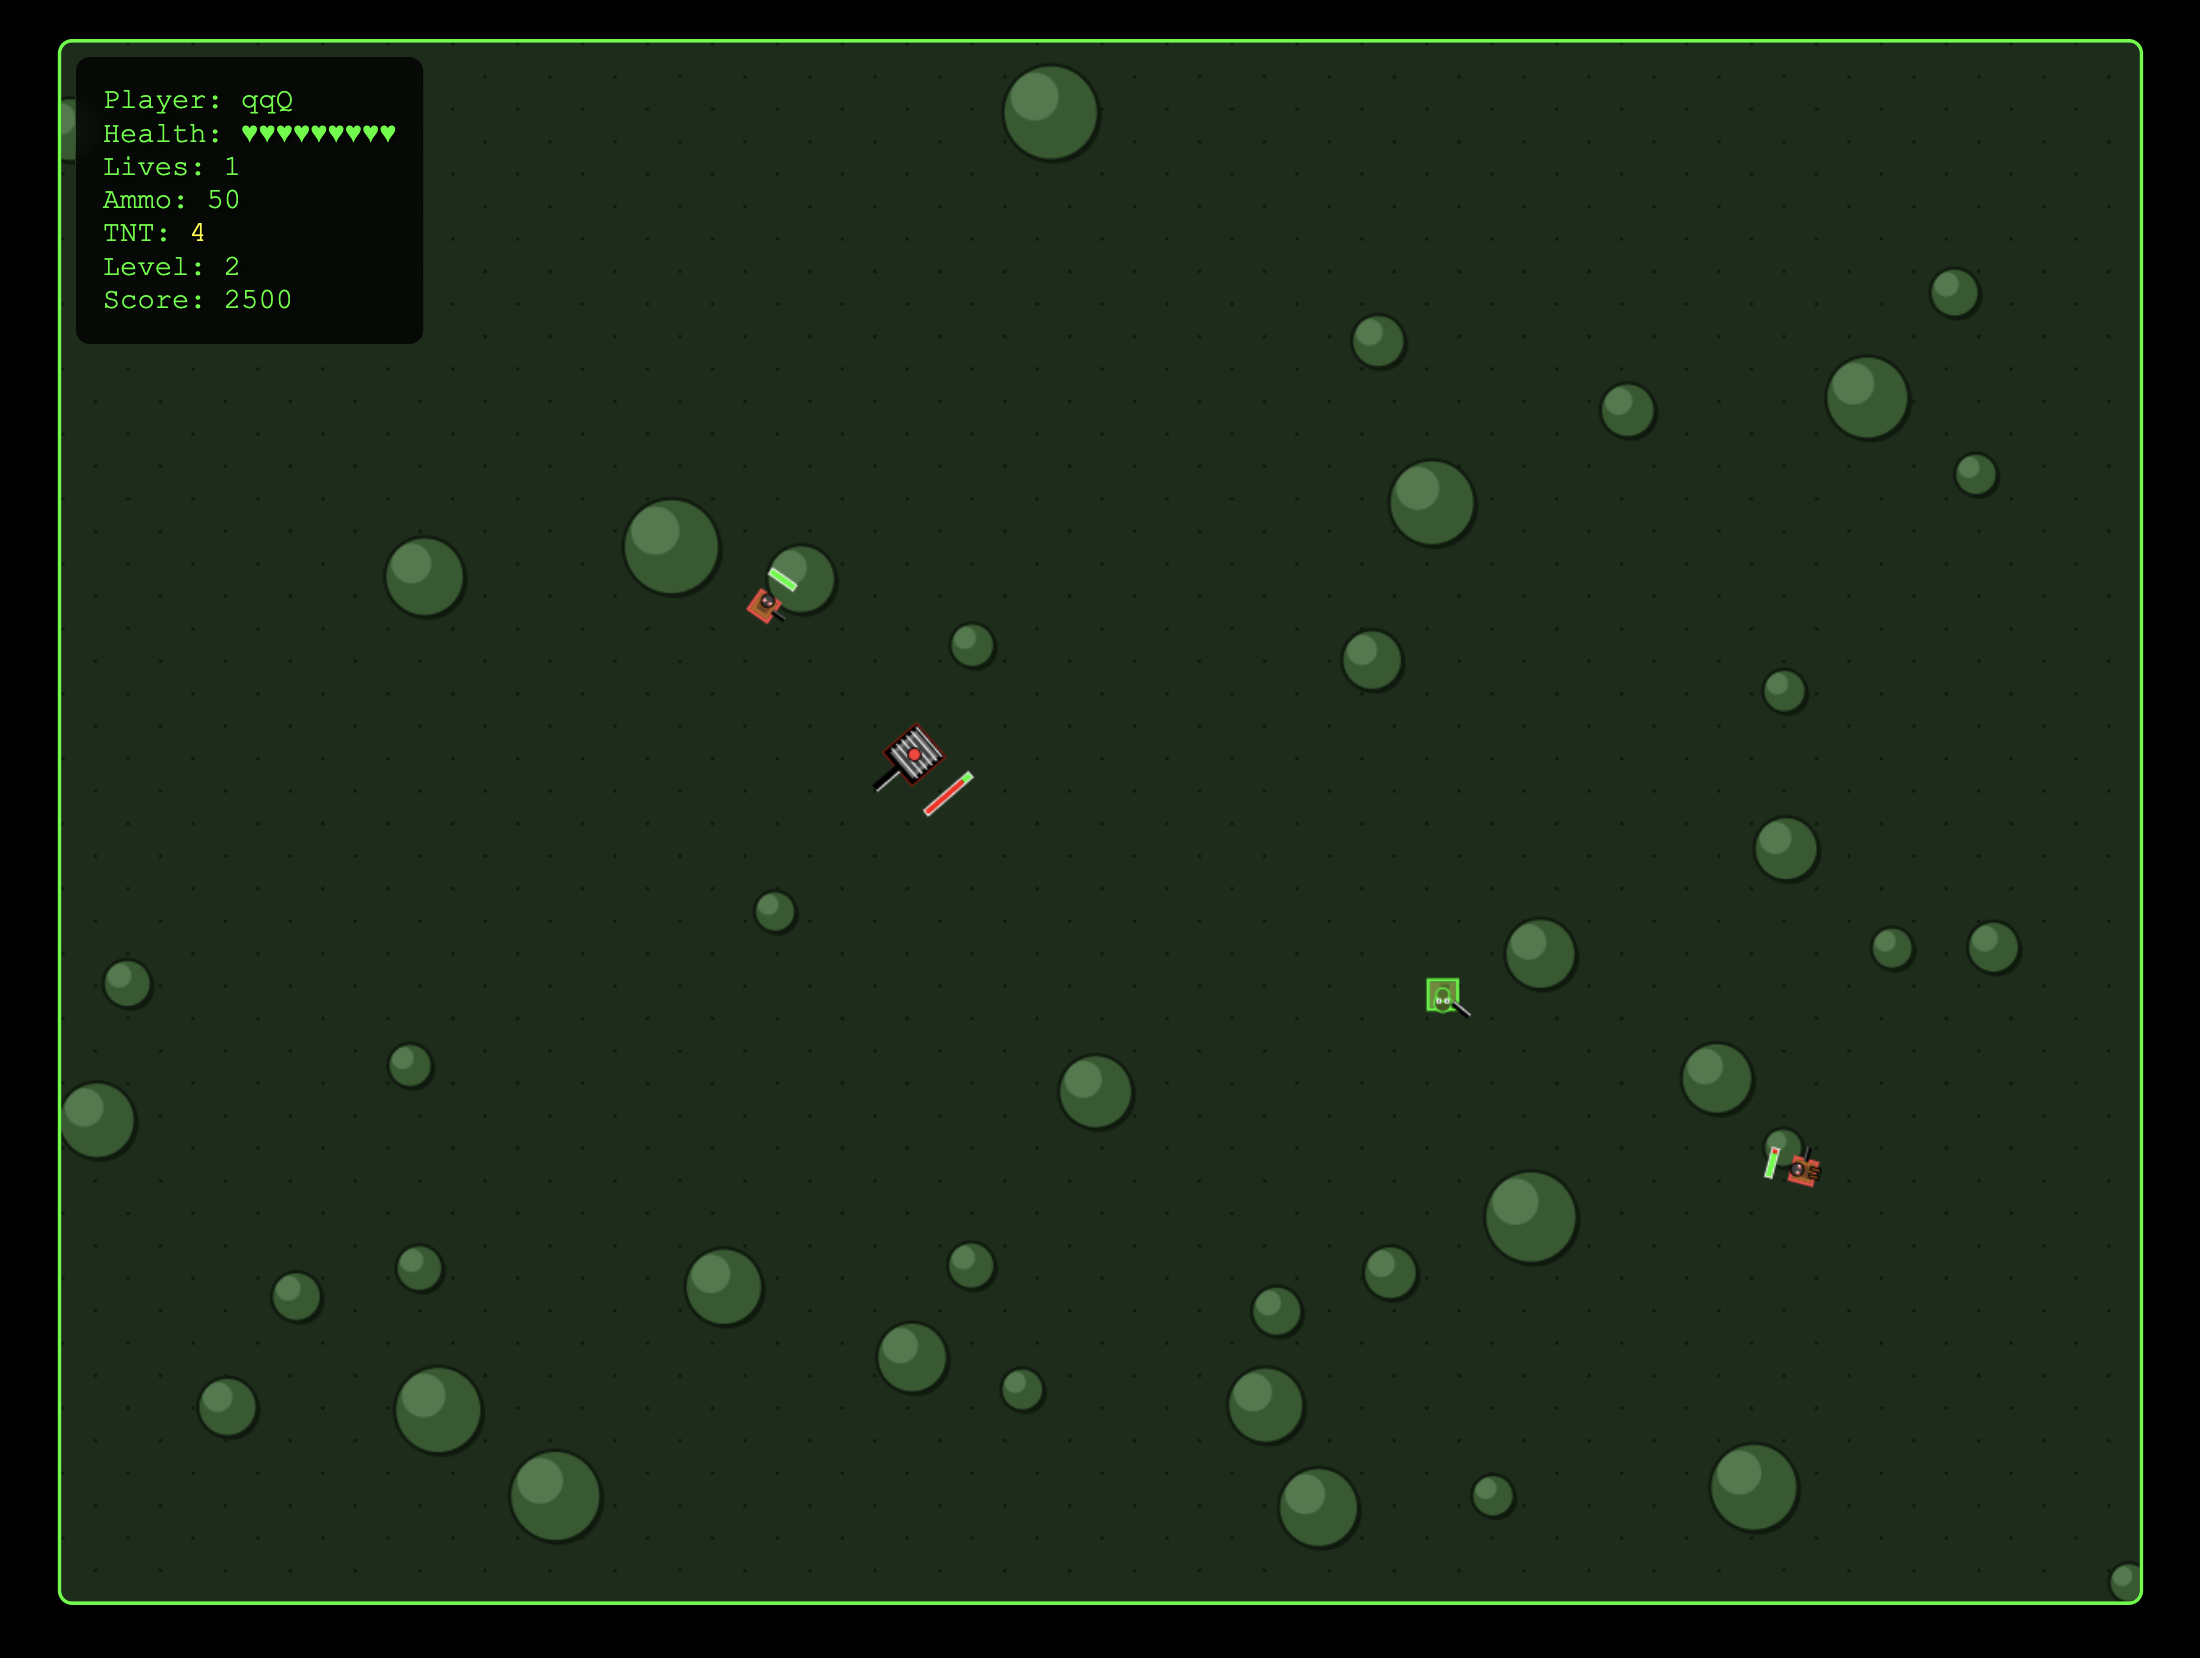 Player: qqQ
Health: ♥♥♥♥♥♥♥♥♥
Lives: 1
Ammo: 50
TNT: 4
Level: 2
Score: 2500